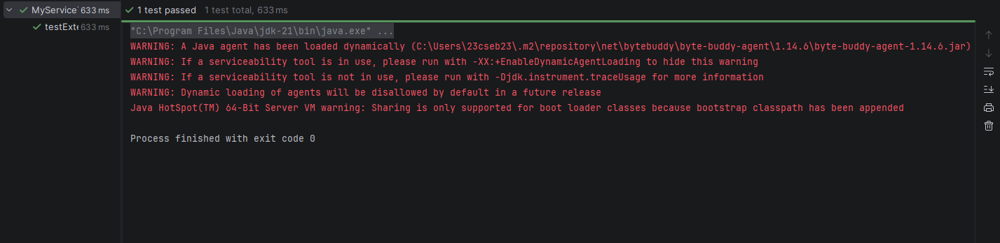 MyService 633 ms
1 test passed 1 test total, 633 ms
testExte 633 ms
"C:\Program Files\Java\jdk-21\bin\java.exe" ...
WARNING: A Java agent has been loaded dynamically (C:\Users\23cseb23\.m2\repository\net\bytebuddy\byte-buddy-agent\1.14.6\byte-buddy-agent-1.14.6.jar)
WARNING: If a serviceability tool is in use, please run with -XX:+EnableDynamicAgentLoading to hide this warning
WARNING: If a serviceability tool is not in use, please run with -Djdk.instrument.traceUsage for more information
WARNING: Dynamic loading of agents will be disallowed by default in a future release
Java HotSpot(TM) 64-Bit Server VM warning: Sharing is only supported for boot loader classes because bootstrap classpath has been appended
Process finished with exit code 0